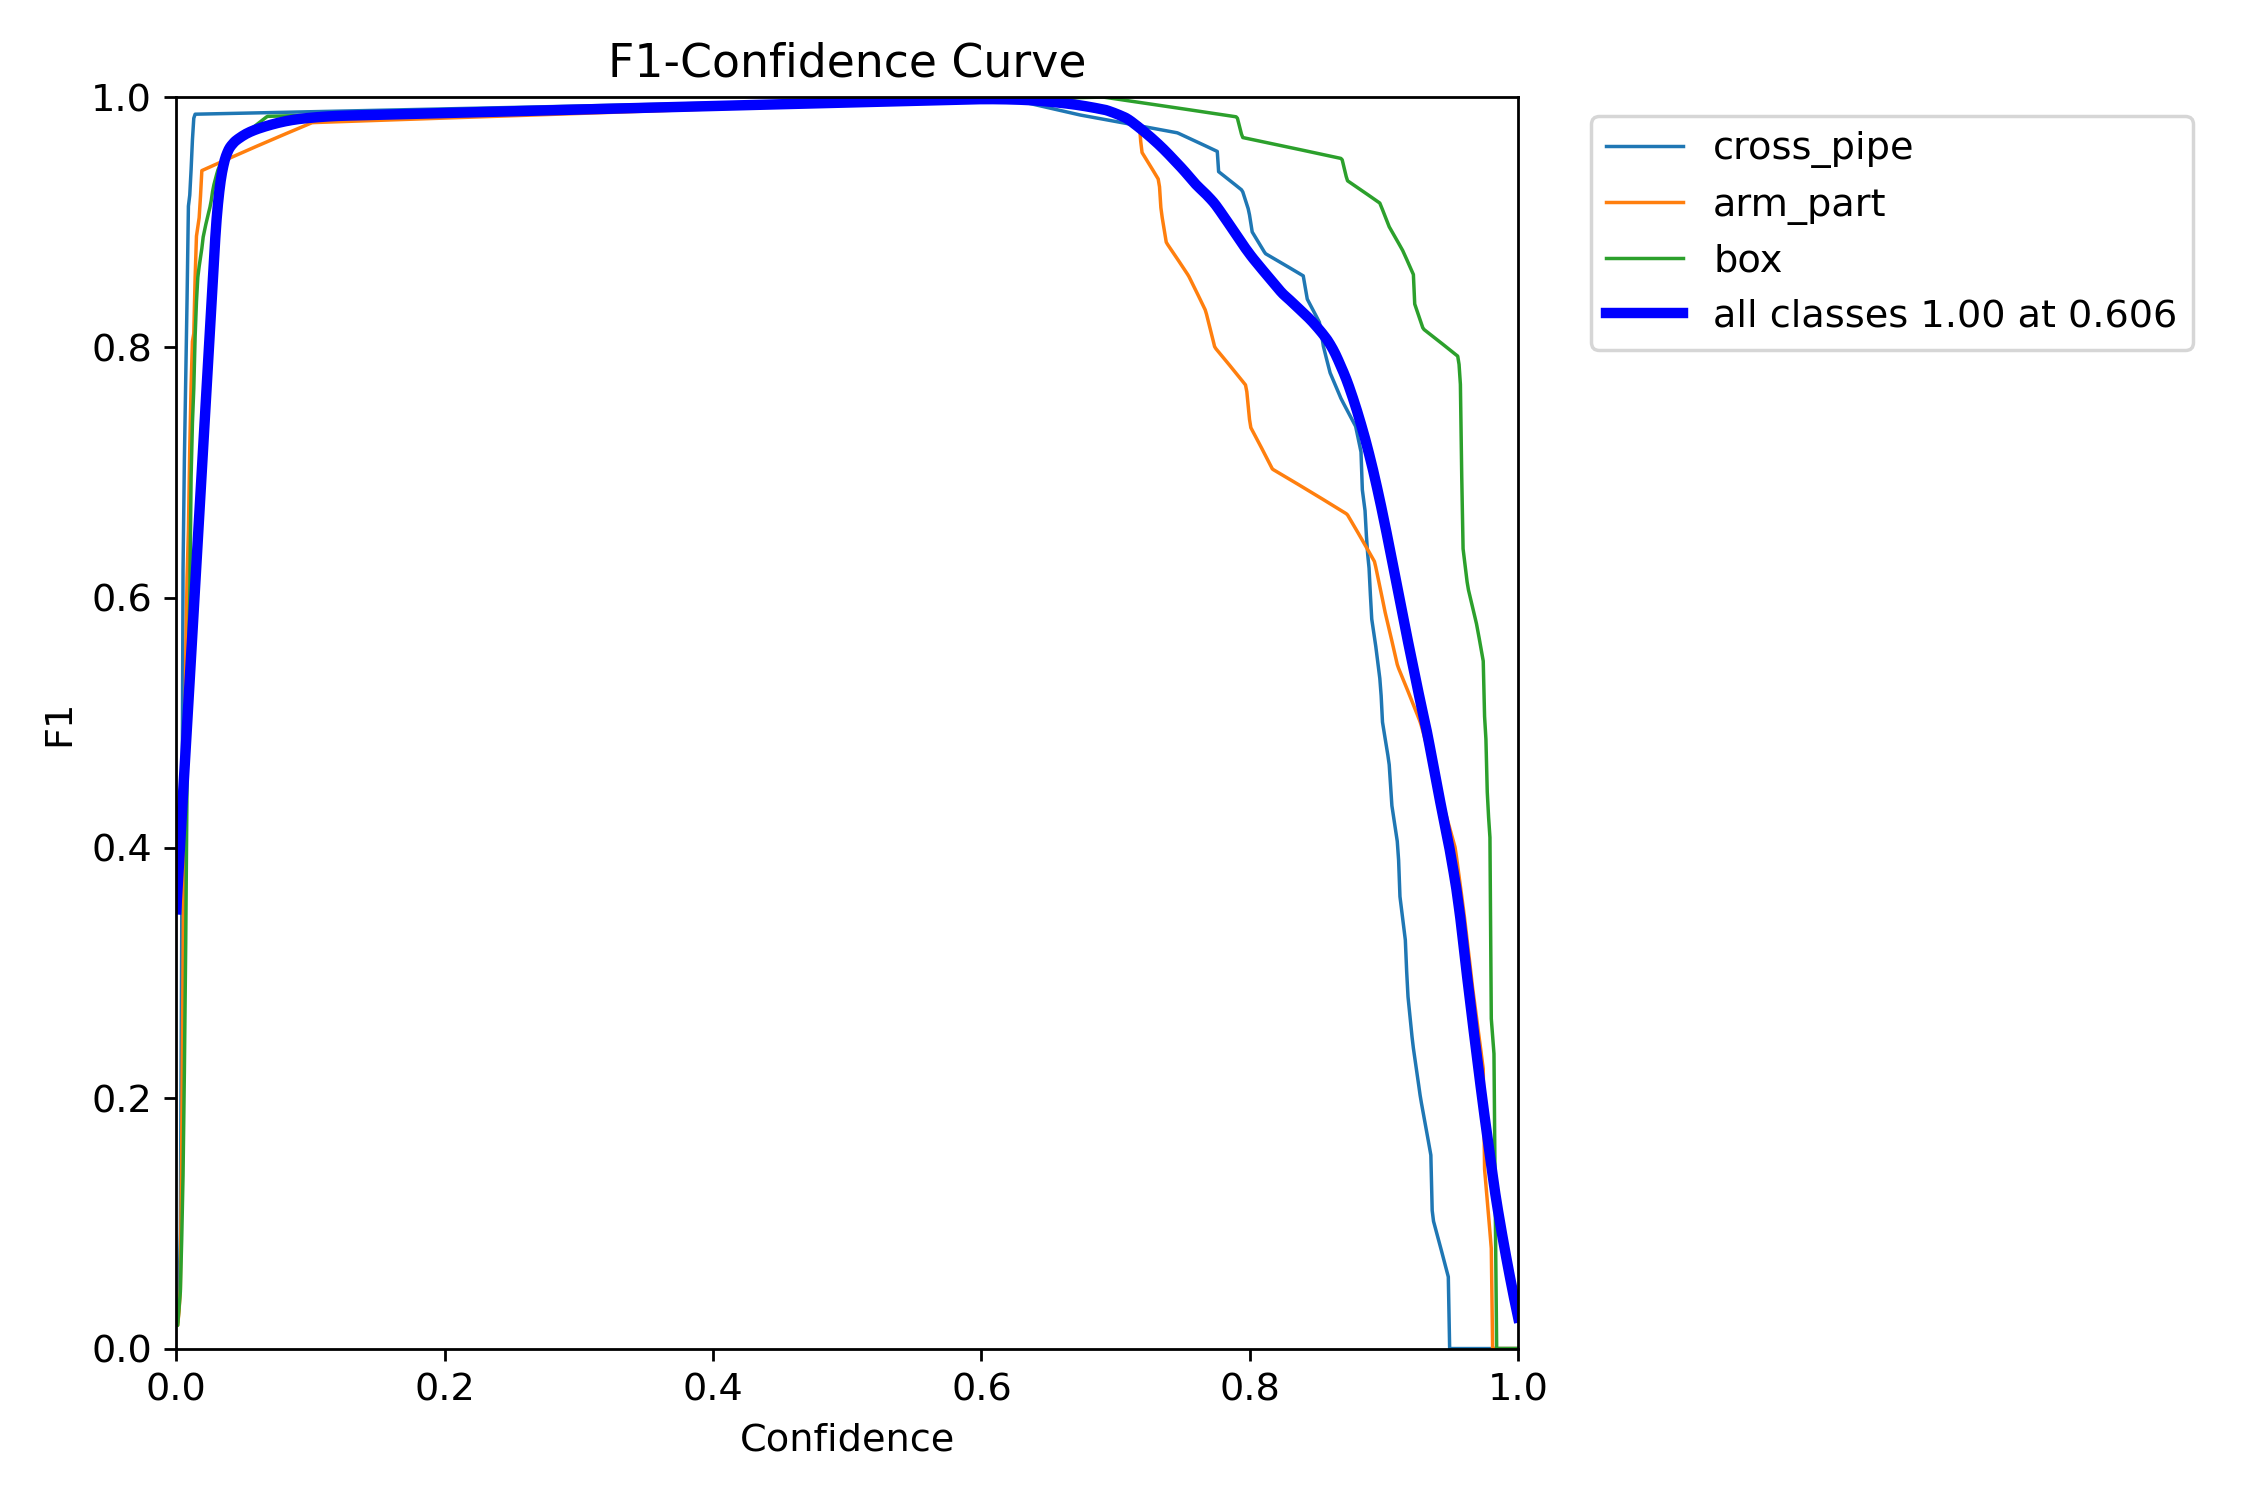 F1-Confidence Curve
1.0
0.8
0.6
0.4
0.2
0.0
F1
0.0 0.2 0.4 0.6 0.8 1.0
Confidence
cross_pipe
arm_part
box
all classes 1.00 at 0.606